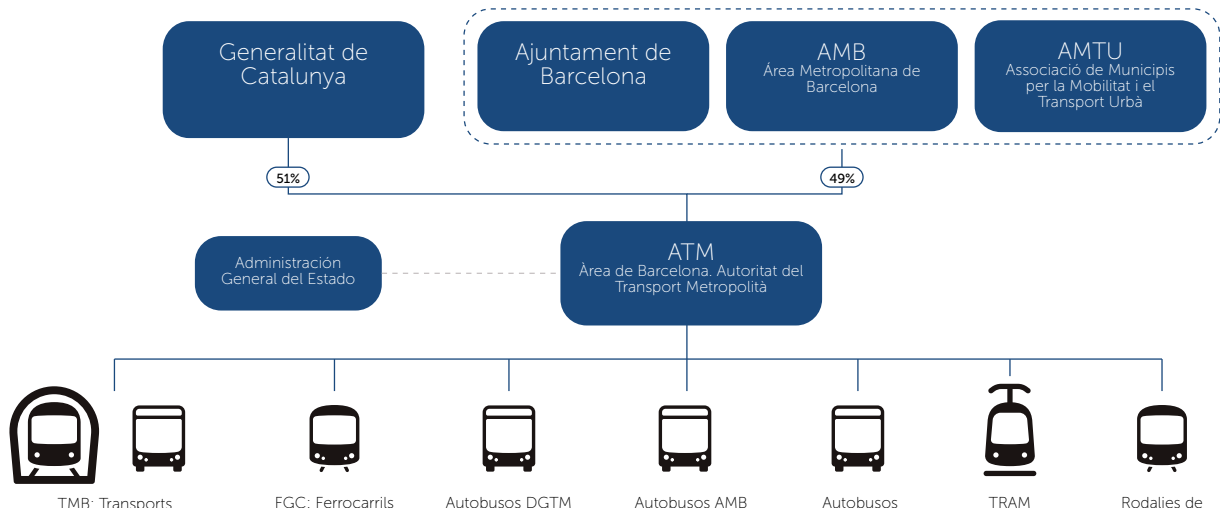 Generalitat de
Catalunya
Ajuntament de
Barcelona
AMB
Área Metropolitana de
Barcelona
AMTU
Associació de Municipis
per la Mobilitat i el
Transport Urbà
51%
49%
Administración
General del Estado
ATM
Àrea de Barcelona. Autoritat del
Transport Metropolità
TMB: Transports
FGC: Ferrocarrils
Autobusos DGTM
Autobusos AMB
Autobusos
TRAM
Rodalies de